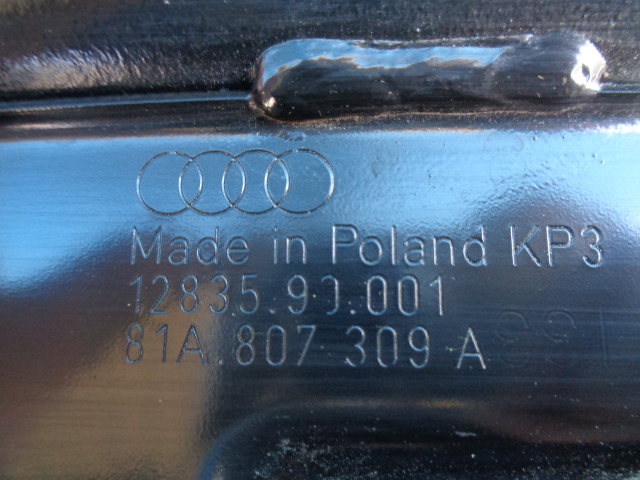 Made in Poland KP3
12835.90.001
81A.807 309 A